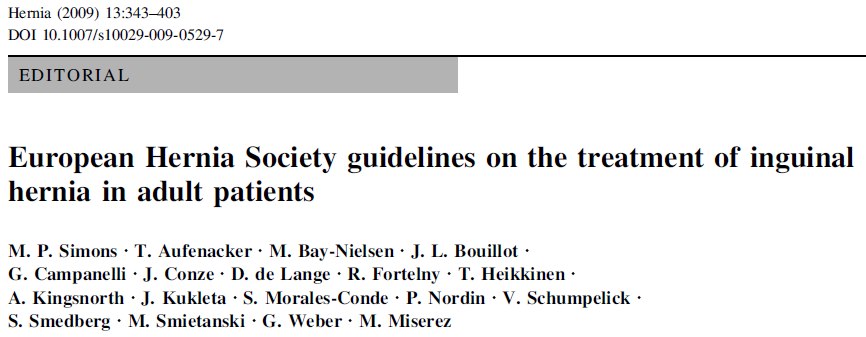 Hernia (2009) 13:343–403
DOI 10.1007/s10029-009-0529-7
EDITORIAL
European Hernia Society guidelines on the treatment of inguinal
hernia in adult patients
M. P. Simons · T. Aufenacker · M. Bay-Nielsen · J. L. Bouillot ·
G. Campanelli · J. Conze · D. de Lange · R. Fortelny · T. Heikkinen ·
A. Kingsnorth · J. Kukleta · S. Morales-Conde · P. Nordin · V. Schumpelick ·
S. Smedberg · M. Smietanski · G. Weber · M. Miserez